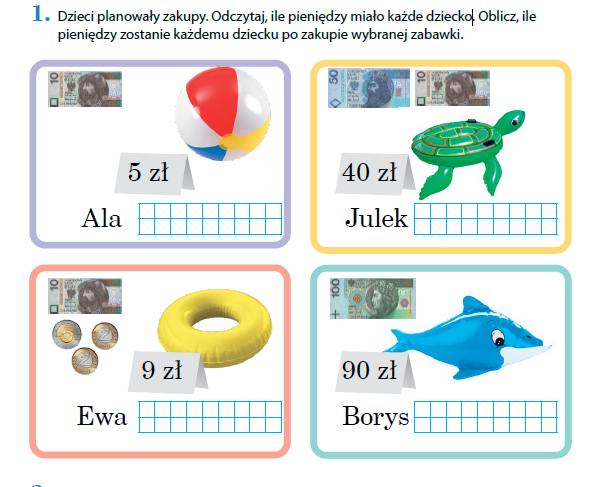 1. Dzieci planowały zakupy. Odczytaj, ile pieniędzy miało każde dziecko. Oblicz, ile
pieniędzy zostanie każdemu dziecku po zakupie wybranej zabawki.
10
5 zł
Ala
50
10
40 zł
Julek
10
9 zł
Ewa
100
90 zł
Borys